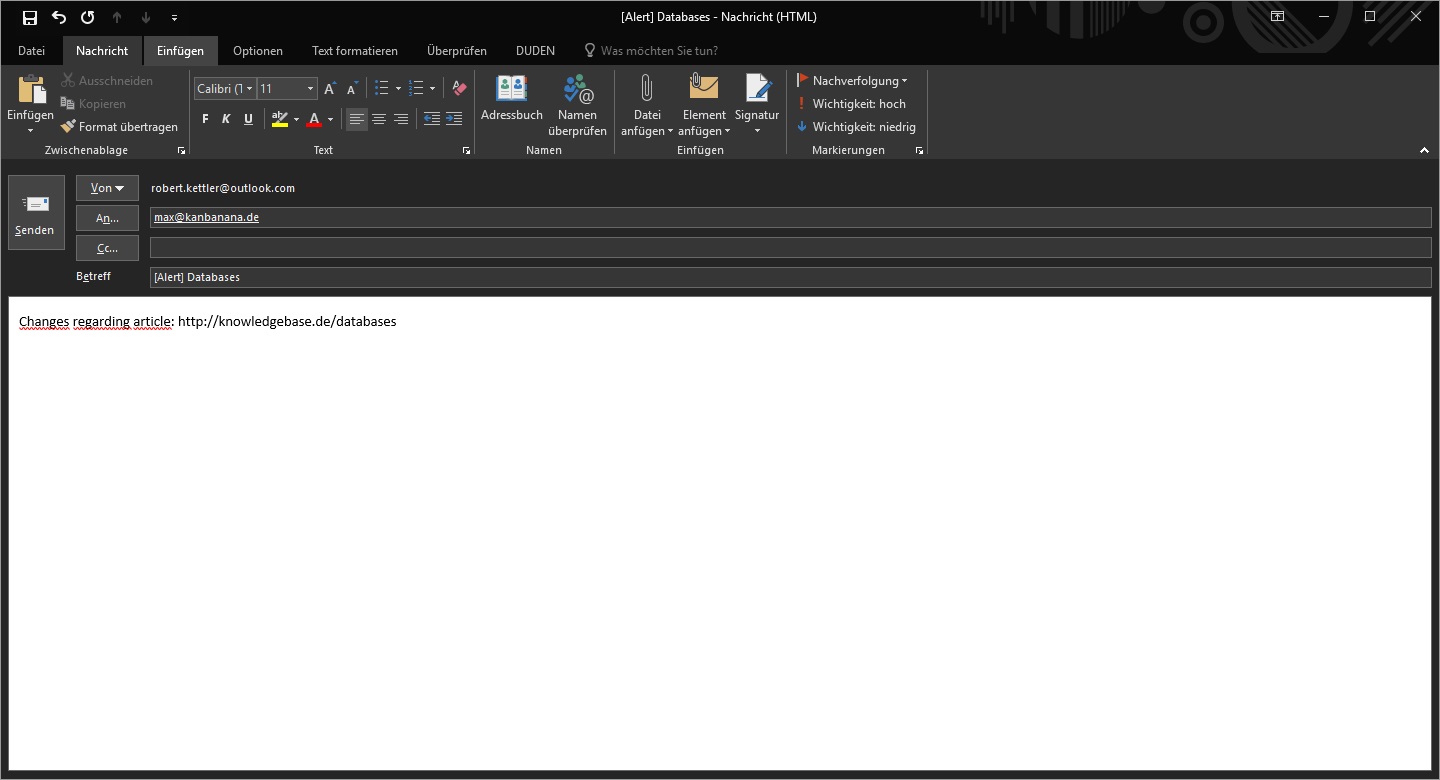 [Alert] Databases - Nachricht (HTML)
Datei Nachricht Einfügen Optionen Text formatieren Überprüfen DUDEN Was möchten Sie tun?
Einfügen
Ausschneiden
Kopieren
Format übertragen
Zwischenablage
Calibri (T 11 A A
F K U ab A
Text
Adressbuch
Namen überprüfen
Namen
Datei anfügen
Element anfügen
Signatur
Einfügen
Nachverfolgung
Wichtigkeit: hoch
Wichtigkeit: niedrig
Markierungen
Senden
Von robert.kettler@outlook.com
An... max@kanbanana.de
Cc...
Betreff [Alert] Databases
Changes regarding article: http://knowledgebase.de/databases